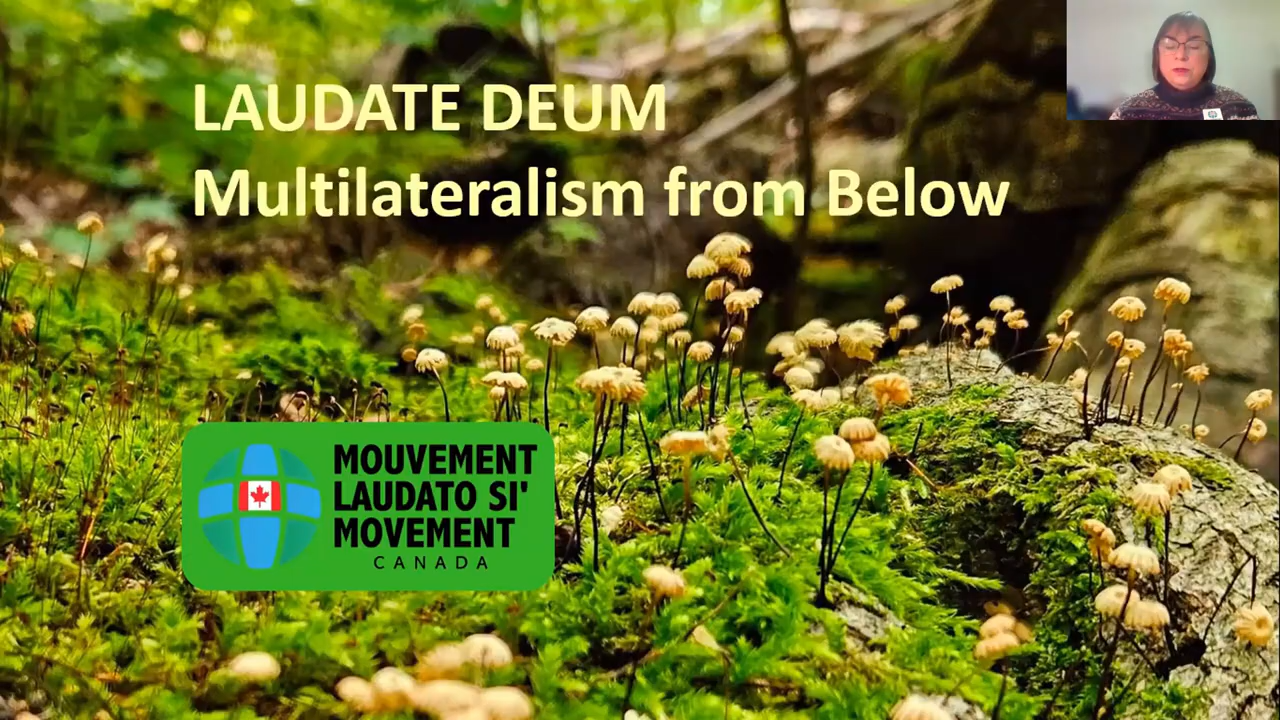 LAUDATE DEUM
Multilateralism from Below
MOUVEMENT
LAUDATO SI'
MOVEMENT
CANADA